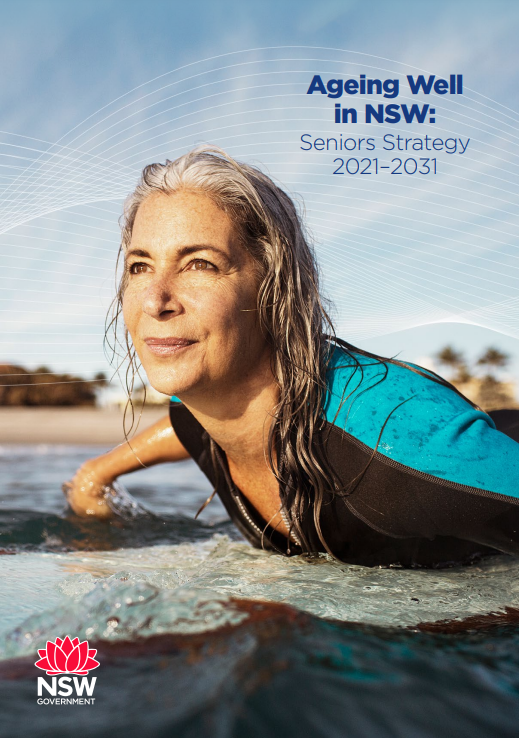 Ageing Well
in NSW:
Seniors Strategy
2021–2031
NSW
GOVERNMENT